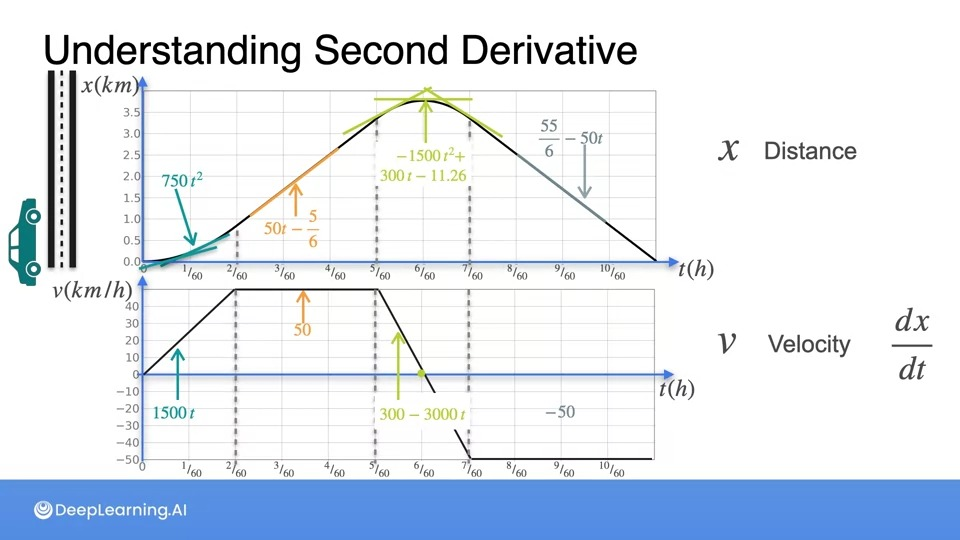 Understanding Second Derivative
x(km)
3.5
3.0
2.5
2.0
1.5
1.0
0.5
0.0
750 t²
50t − 5/6
−1500 t²+
300 t − 11.26
55/6 − 50t
0 1/60 2/60 3/60 4/60 5/60 6/60 7/60 8/60 9/60 10/60
t(h)
x Distance
v(km/h)
40
30
20
10
0
−10
−20
−30
−40
−50
1500 t
50
300 − 3000 t
−50
t(h)
0 1/60 2/60 3/60 4/60 5/60 6/60 7/60 8/60 9/60 10/60
v Velocity dx/dt
DeepLearning.AI